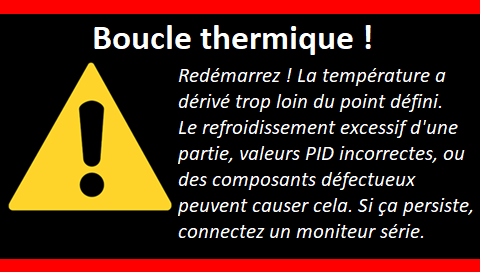 Boucle thermique !
Redémarrez ! La température a
dérivé trop loin du point défini.
Le refroidissement excessif d'une
partie, valeurs PID incorrectes, ou
des composants défectueux
peuvent causer cela. Si ça persiste,
connectez un moniteur série.